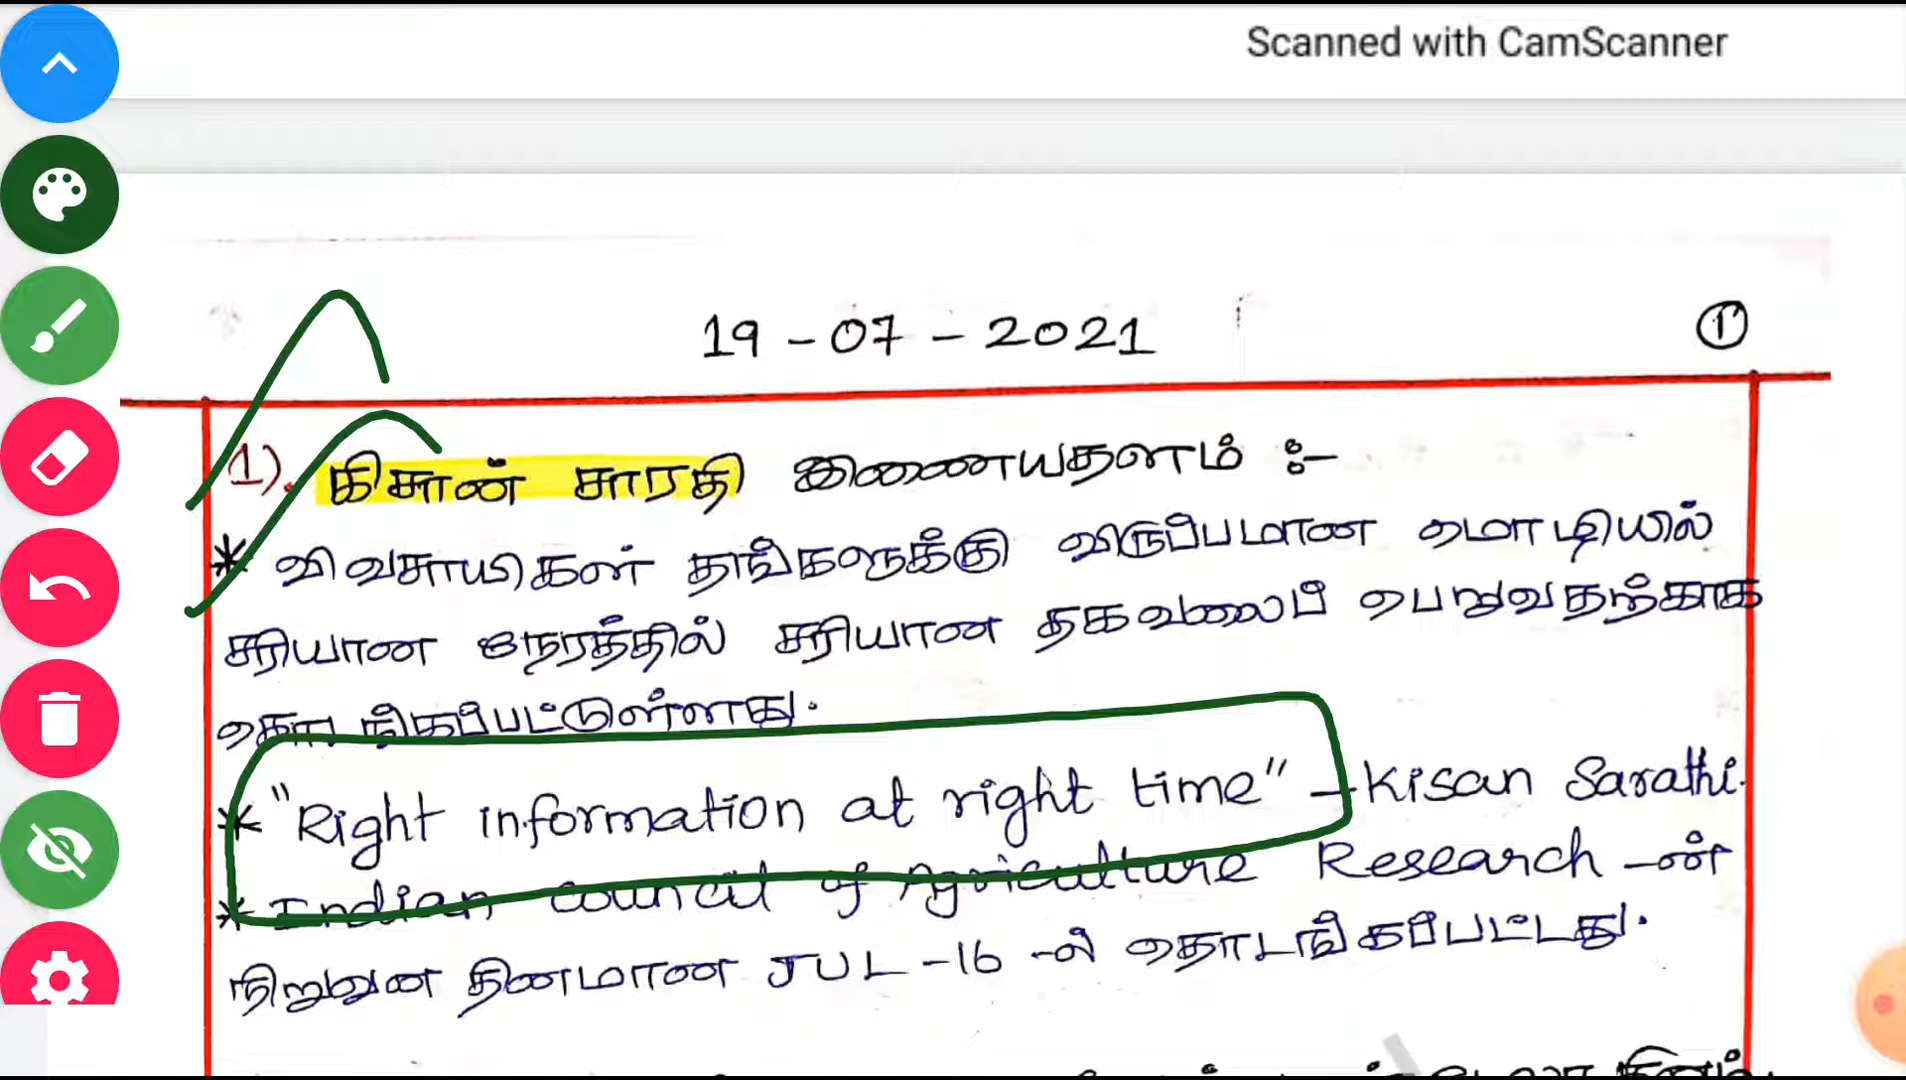 Scanned with CamScanner
19 - 07 - 2021
1
1). கிசான் சாரதி இணையதளம் :-
* விவசாயிகள் தங்களுக்கு விருப்பமான மொழியில்
சரியான நேரத்தில் சரியான தகவலைப் பெறுவதற்காக
தொடங்கப்பட்டுள்ளது.
* "Right information at right time" - Kisan Sarathi.
* Indian council of Agriculture Research -ன்
நிறுவன தினமான JUL -16 -ல் தொடங்கப்பட்டது.